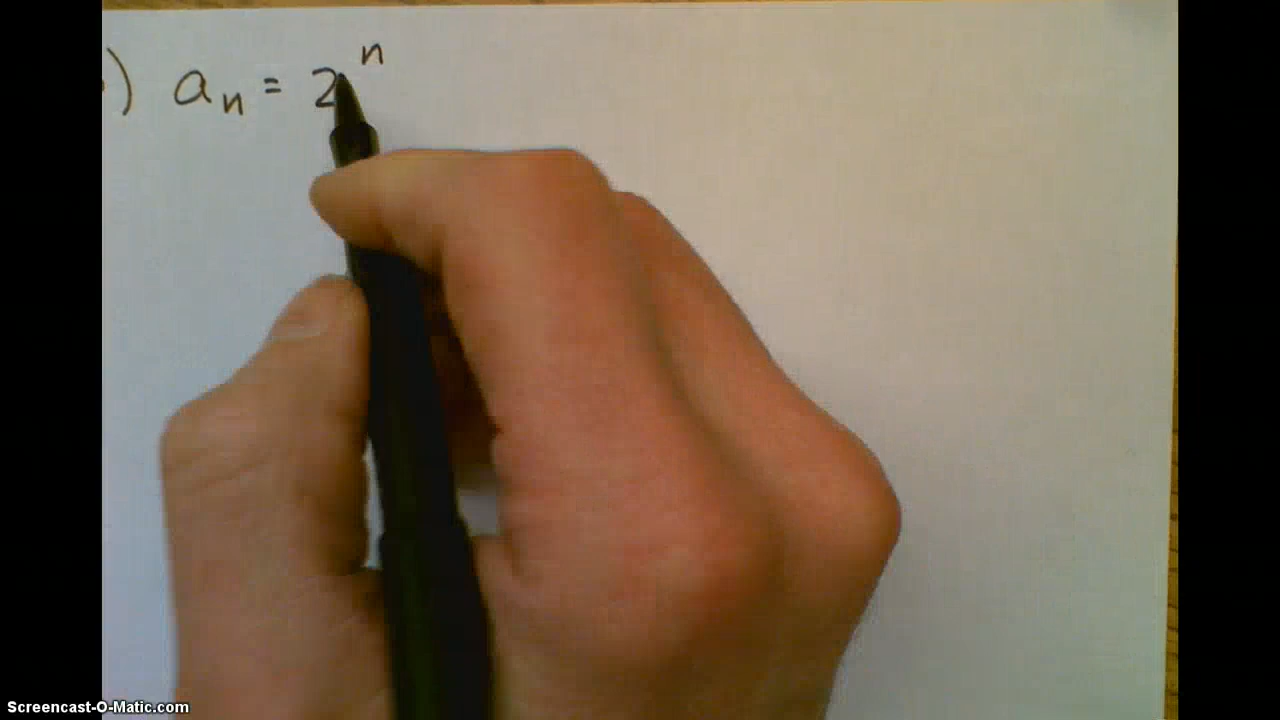 ) aₙ = 2ⁿ
Screencast-O-Matic.com